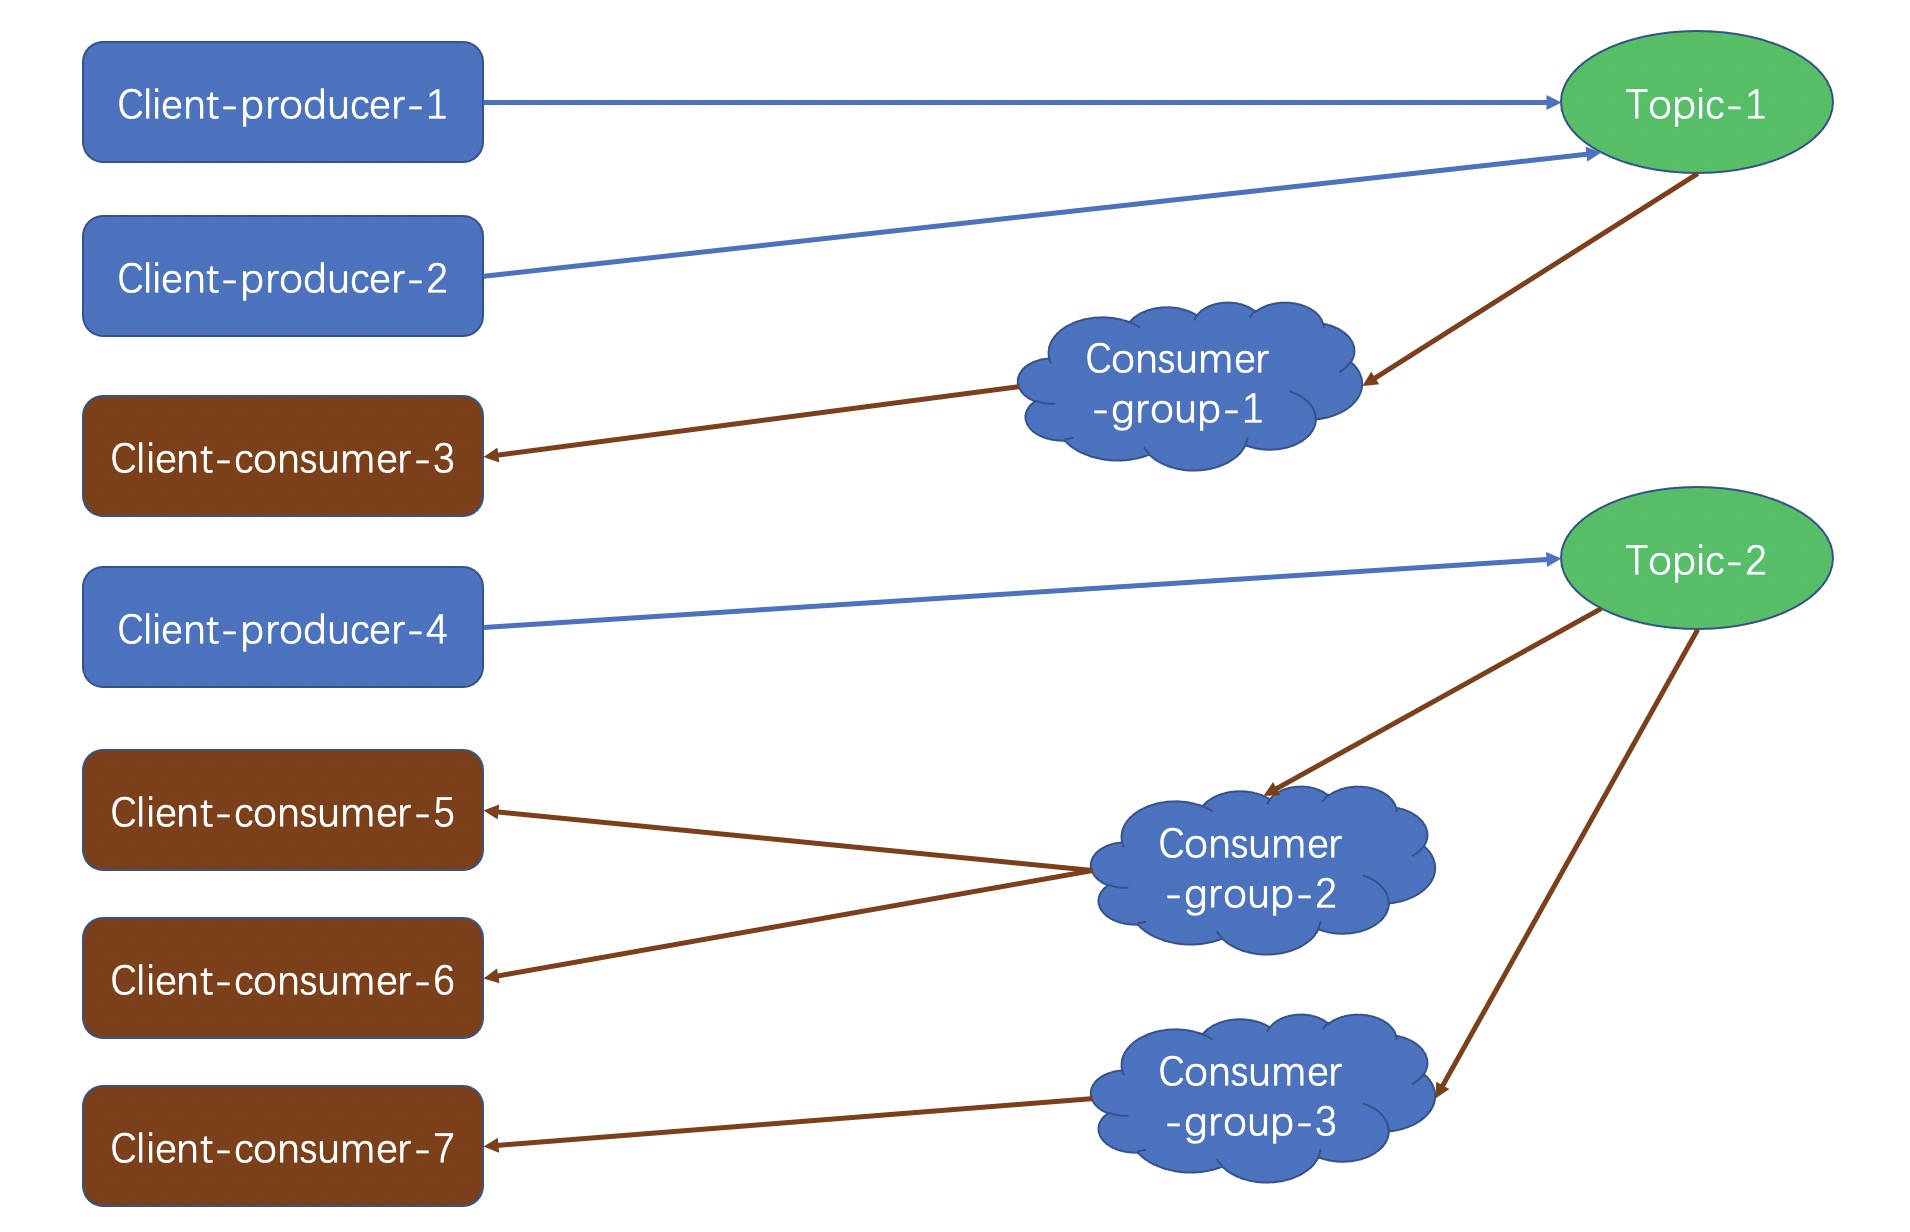 Client-producer-1
Topic-1
Client-producer-2
Consumer
-group-1
Client-consumer-3
Topic-2
Client-producer-4
Client-consumer-5
Consumer
-group-2
Client-consumer-6
Consumer
-group-3
Client-consumer-7